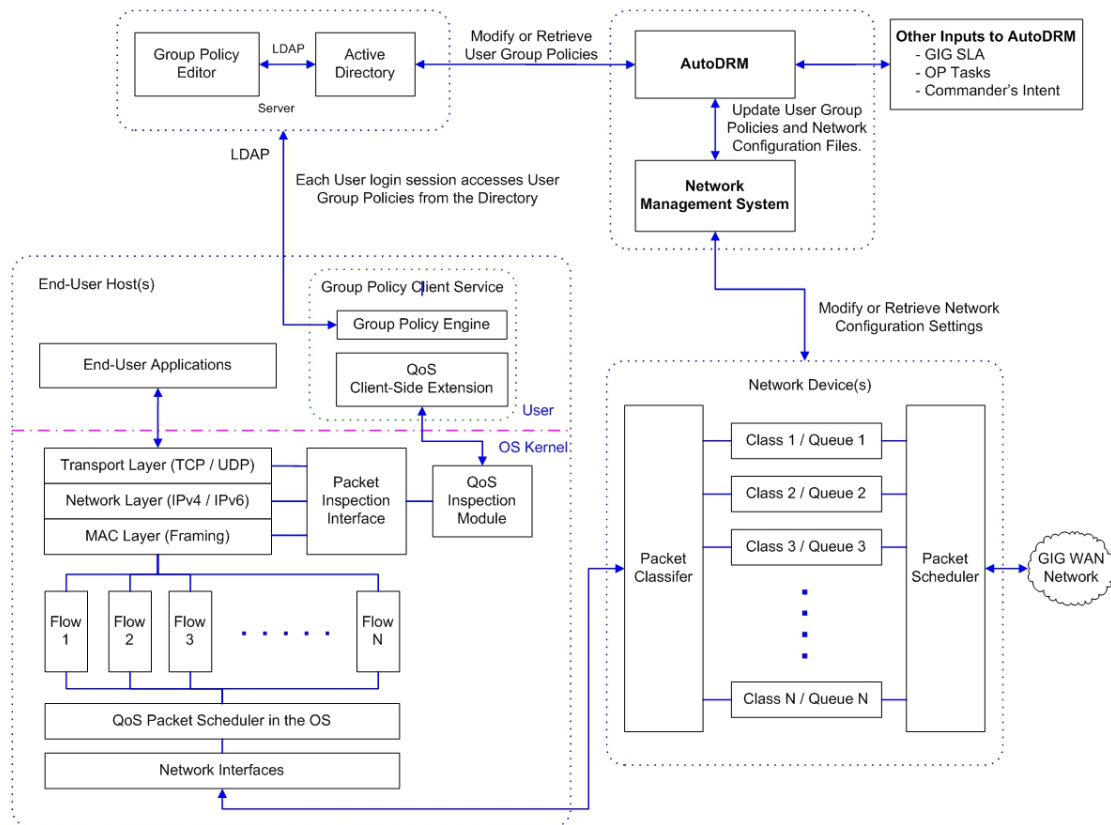 Group Policy
Editor
LDAP
Active
Directory
Server
Modify or Retrieve
User Group Policies
AutoDRM
Other Inputs to AutoDRM
- GIG SLA
- OP Tasks
- Commander's Intent
Update User Group
Policies and Network
Configuration Files.
Network
Management System
LDAP
Each User login session accesses User
Group Policies from the Directory
End-User Host(s)
Group Policy Client Service
Group Policy Engine
QoS
Client-Side Extension
User
End-User Applications
OS Kernel
Transport Layer (TCP / UDP)
Network Layer (IPv4 / IPv6)
MAC Layer (Framing)
Packet
Inspection
Interface
QoS
Inspection
Module
Flow
1
Flow
2
Flow
3
Flow
N
QoS Packet Scheduler in the OS
Network Interfaces
Modify or Retrieve Network
Configuration Settings
Network Device(s)
Packet
Classifer
Class 1 / Queue 1
Class 2 / Queue 2
Class 3 / Queue 3
Class N / Queue N
Packet
Scheduler
GIG WAN
Network